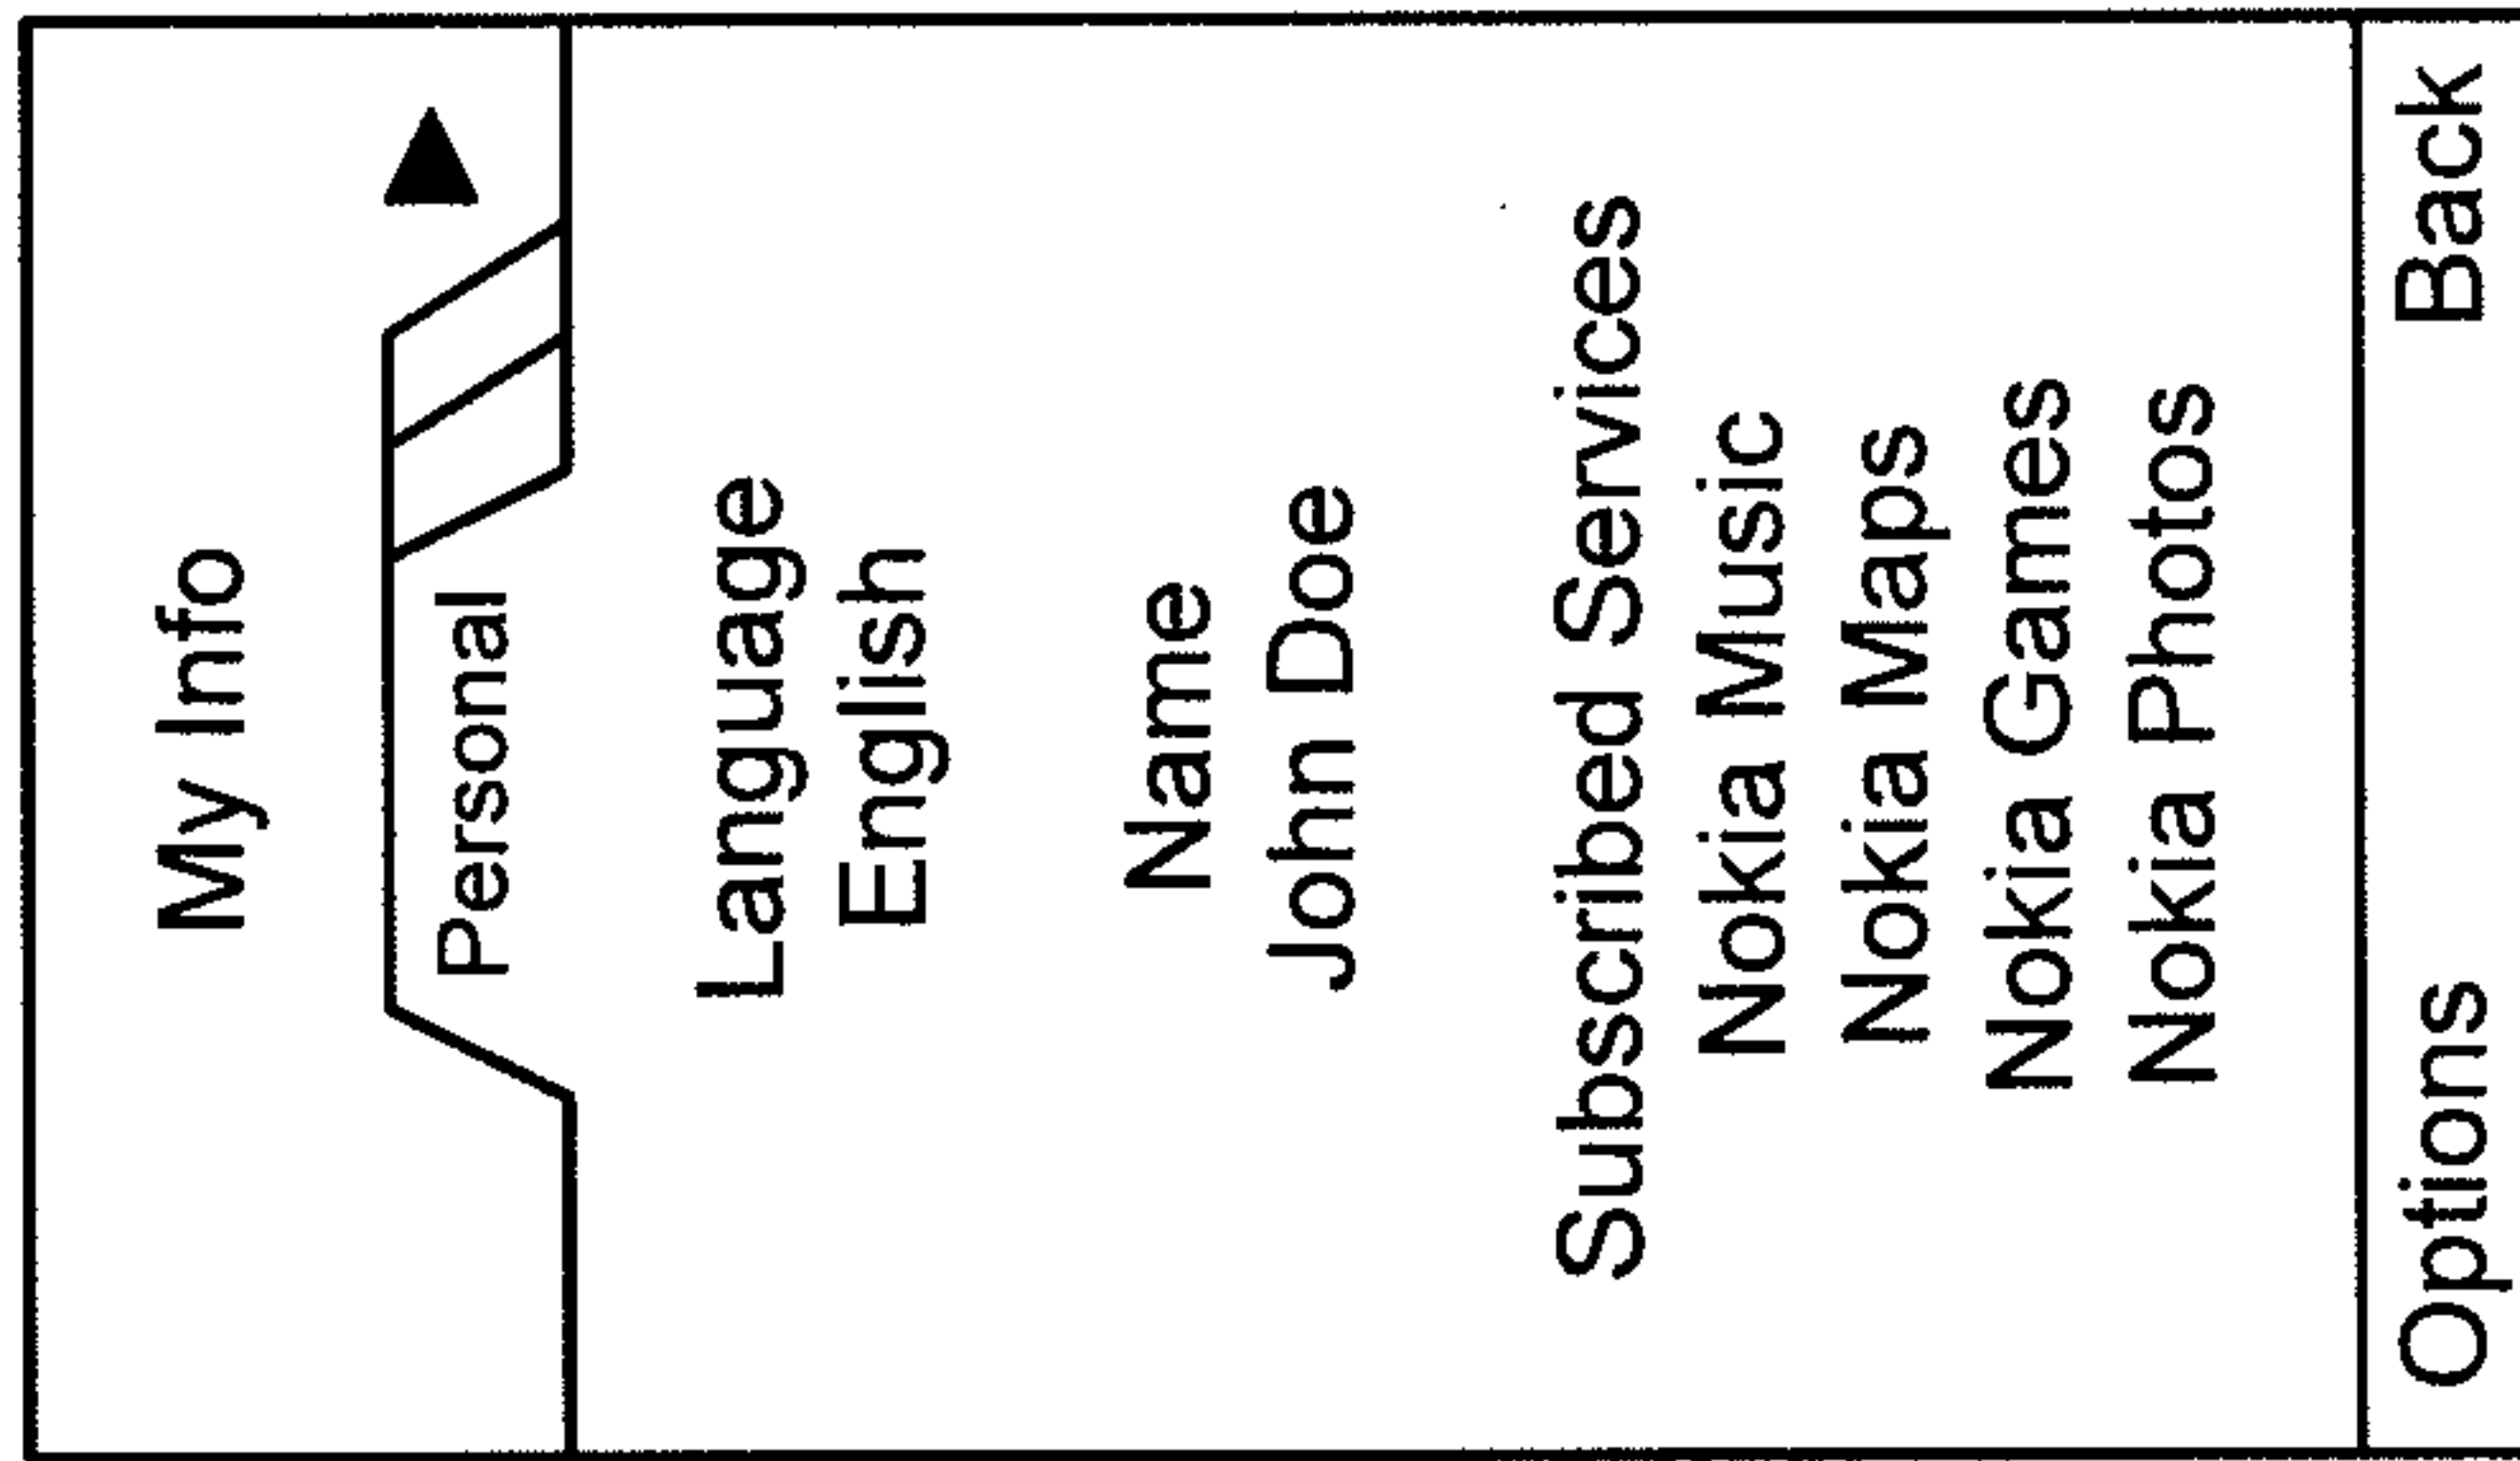 My Info
Personal
Language
English
Name
John Doe
Subscribed Services
Nokia Music
Nokia Maps
Nokia Games
Nokia Photos
Options Back